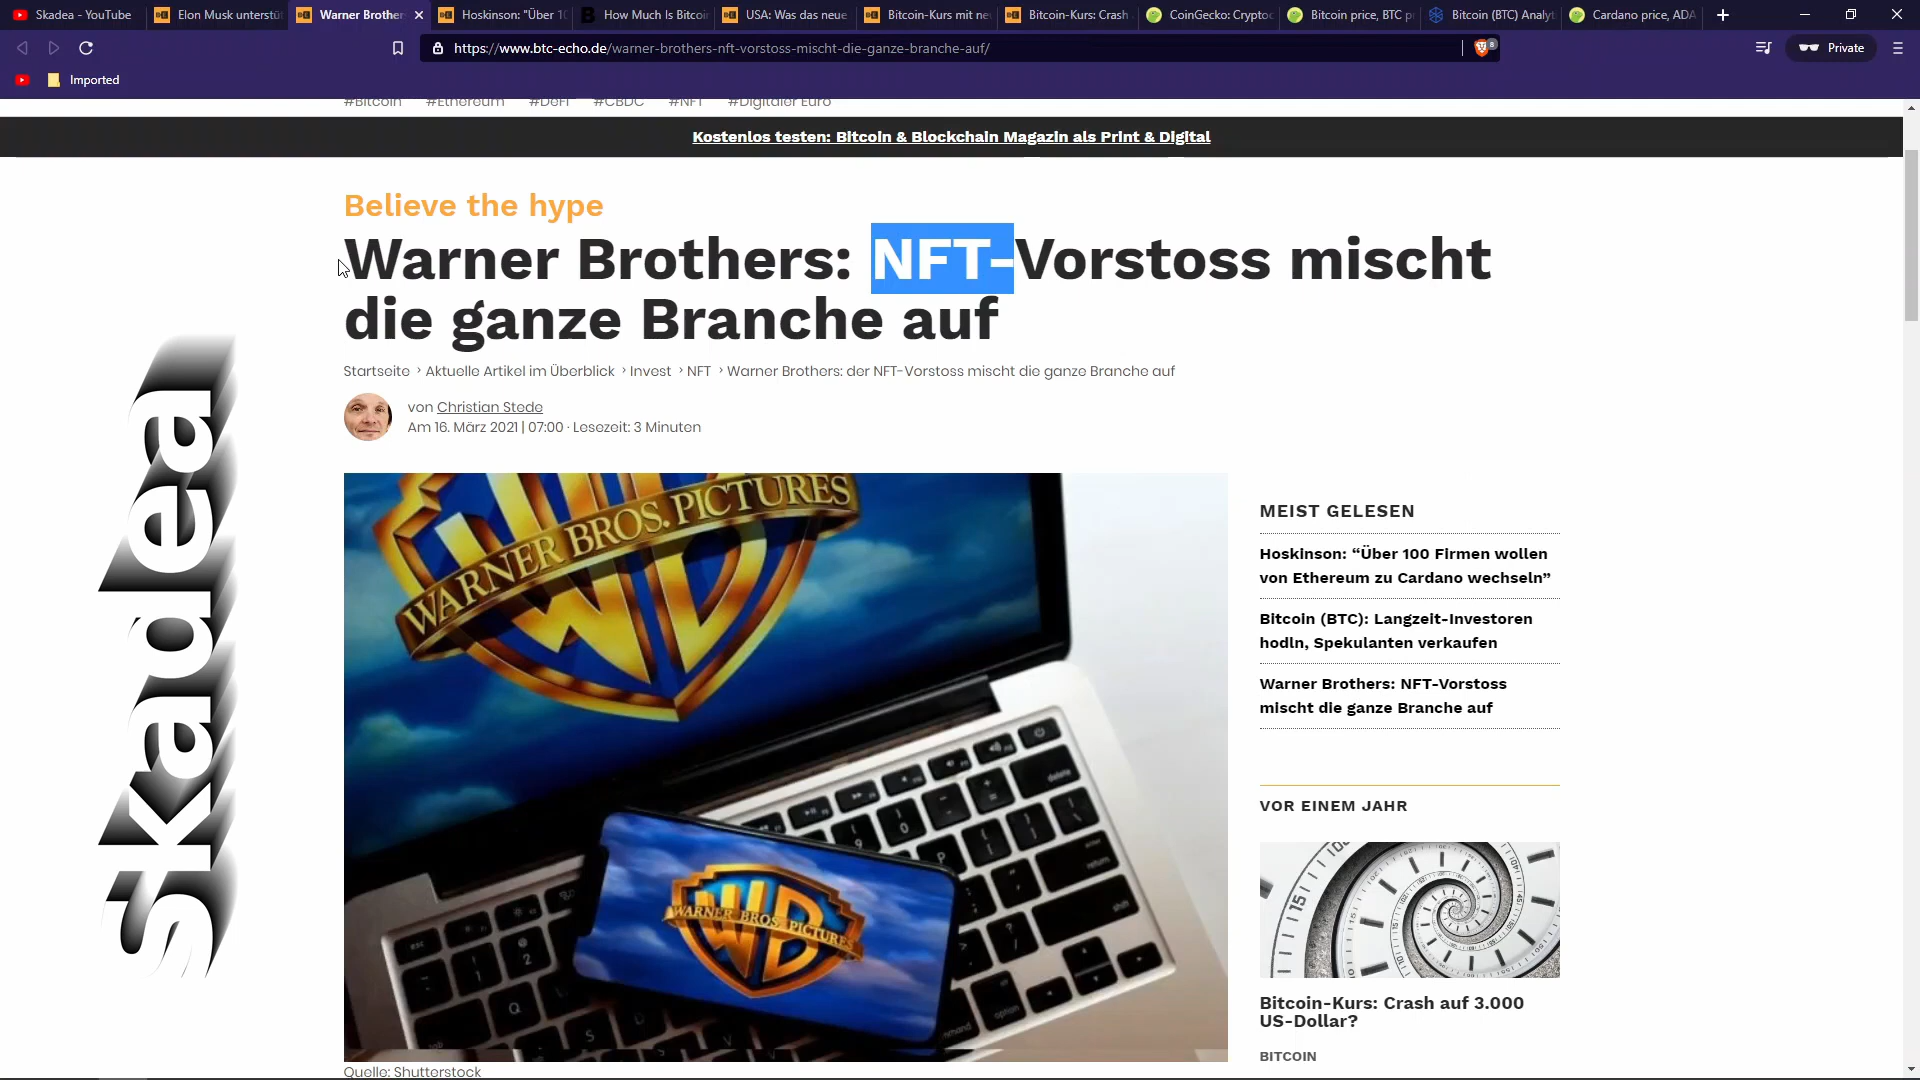 Skadea - YouTube
Elon Musk unterstüt
Warner Brother
Hoskinson: "Über 10
How Much Is Bitcoin
USA: Was das neue
Bitcoin-Kurs mit ne
Bitcoin-Kurs: Crash
CoinGecko: Cryptoc
Bitcoin price, BTC p
Bitcoin (BTC) Analyt
Cardano price, ADA
https://www.btc-echo.de/warner-brothers-nft-vorstoss-mischt-die-ganze-branche-auf/
8
Private
Imported
#Bitcoin #Ethereum #DeFi #CBDC #NFT #Digitaler Euro
Kostenlos testen: Bitcoin & Blockchain Magazin als Print & Digital
Believe the hype
Warner Brothers: NFT-Vorstoss mischt
die ganze Branche auf
Startseite › Aktuelle Artikel im Überblick › Invest › NFT › Warner Brothers: der NFT-Vorstoss mischt die ganze Branche auf
von Christian Stede
Am 16. März 2021 | 07:00 · Lesezeit: 3 Minuten
Skadea
WARNER BROS. PICTURES
WARNER BROS PICTURES
Quelle: Shutterstock
MEIST GELESEN
Hoskinson: “Über 100 Firmen wollen
von Ethereum zu Cardano wechseln”
Bitcoin (BTC): Langzeit-Investoren
hodln, Spekulanten verkaufen
Warner Brothers: NFT-Vorstoss
mischt die ganze Branche auf
VOR EINEM JAHR
Bitcoin-Kurs: Crash auf 3.000
US-Dollar?
BITCOIN